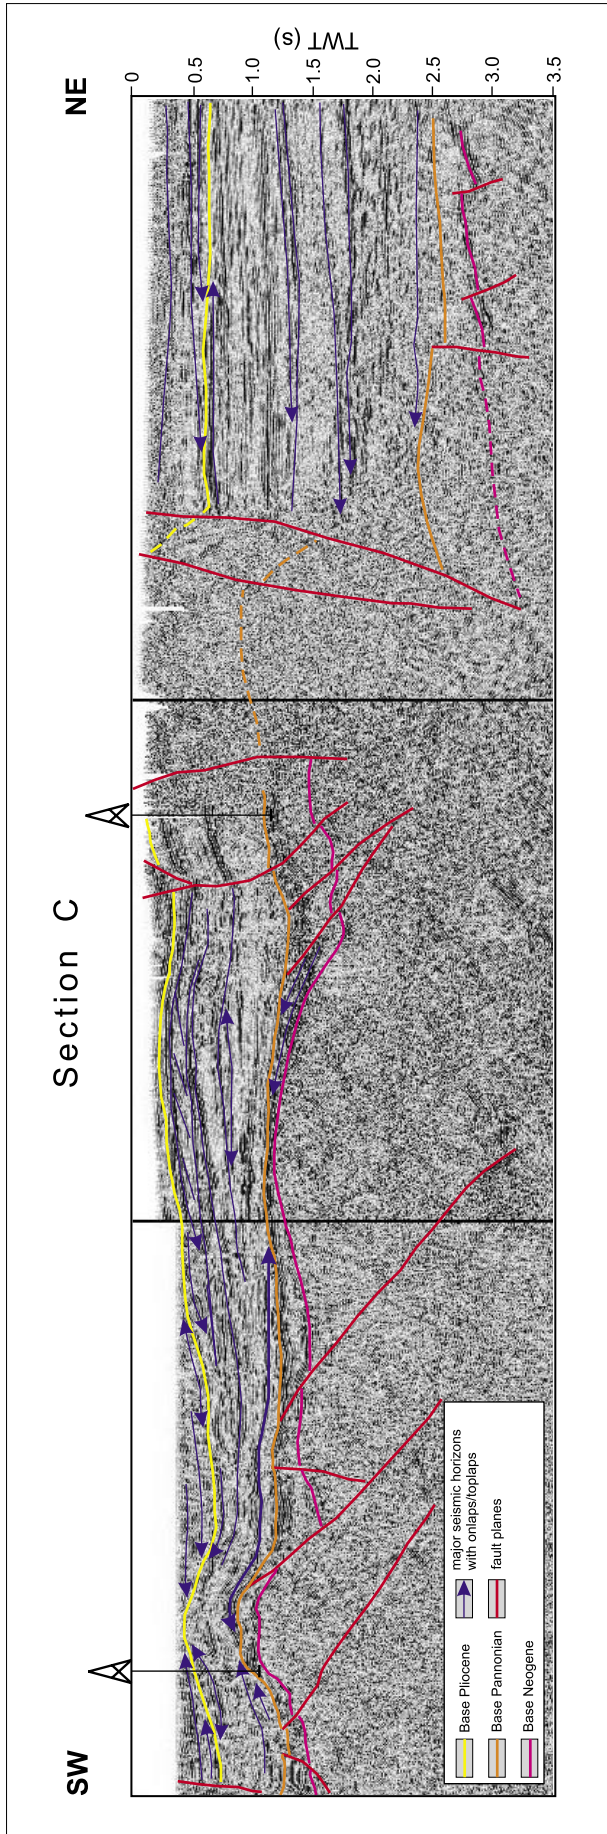 Section C
SW
NE
TWT (s)
0
0.5
1.0
1.5
2.0
2.5
3.0
3.5
Base Pliocene
Base Pannonian
Base Neogene
major seismic horizons
with onlaps/toplaps
fault planes